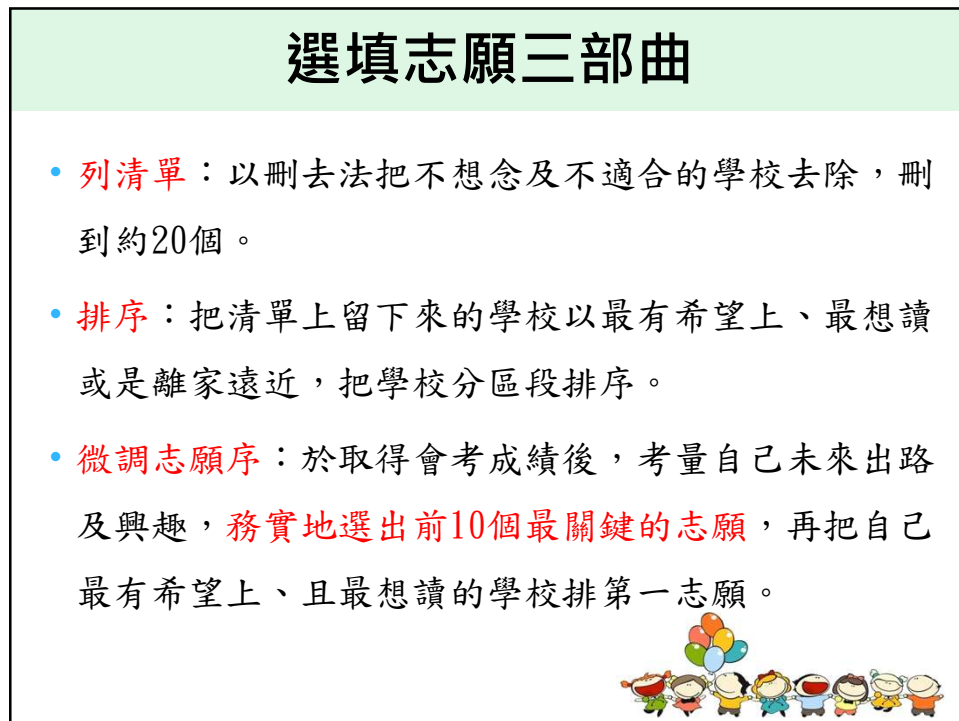 選填志願三部曲
• 列清單：以刪去法把不想念及不適合的學校去除，刪
到約20個。
• 排序：把清單上留下來的學校以最有希望上、最想讀
或是離家遠近，把學校分區段排序。
• 微調志願序：於取得會考成績後，考量自己未來出路
及興趣，務實地選出前10個最關鍵的志願，再把自己
最有希望上、且最想讀的學校排第一志願。